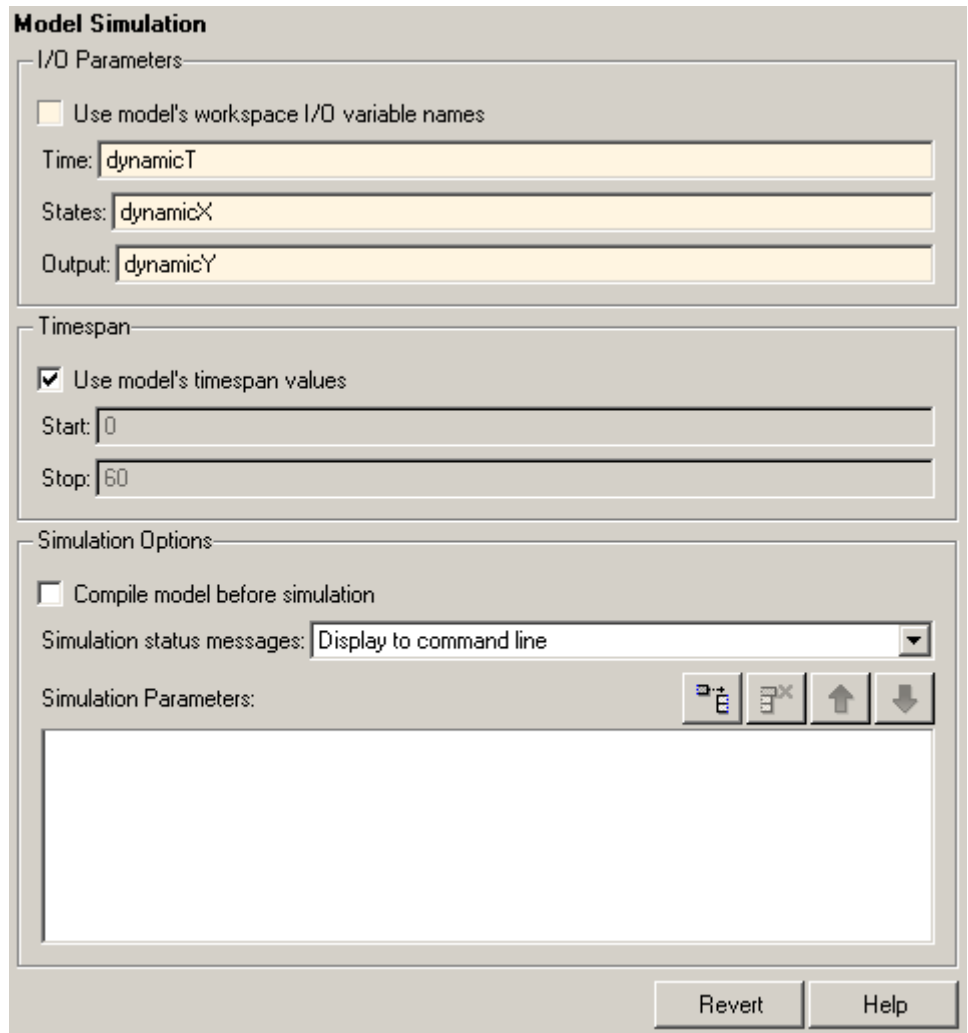 Model Simulation
I/O Parameters
Use model's workspace I/O variable names
Time: dynamicT
States: dynamicX
Output: dynamicY
Timespan
Use model's timespan values
Start: 0
Stop: 60
Simulation Options
Compile model before simulation
Simulation status messages: Display to command line
Simulation Parameters:
Revert Help